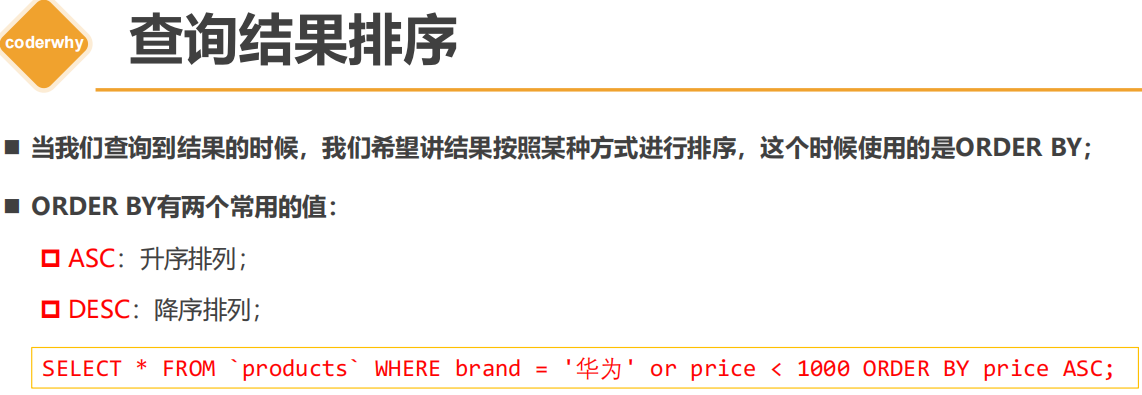 coderwhy
查询结果排序
当我们查询到结果的时候，我们希望讲结果按照某种方式进行排序，这个时候使用的是ORDER BY；
ORDER BY有两个常用的值：
ASC：升序排列；
DESC：降序排列；
SELECT * FROM `products` WHERE brand = '华为' or price < 1000 ORDER BY price ASC;